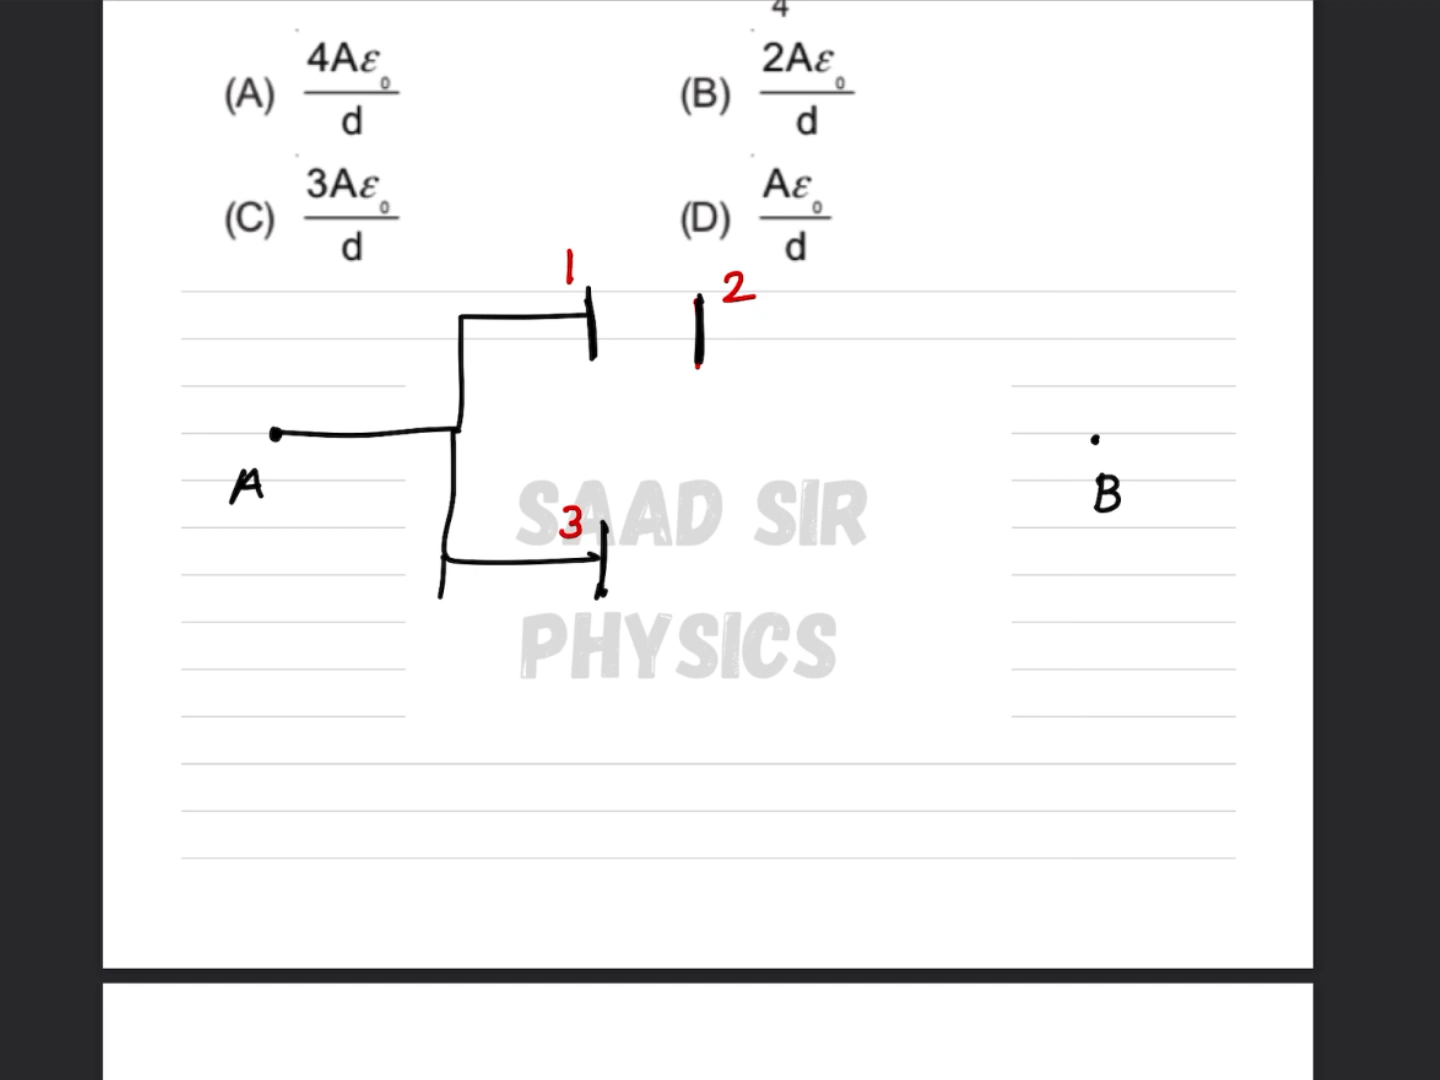 4
(A) 4Aε₀/d (B) 2Aε₀/d
(C) 3Aε₀/d (D) Aε₀/d
1 2
A B
3
SAAD SIR
PHYSICS